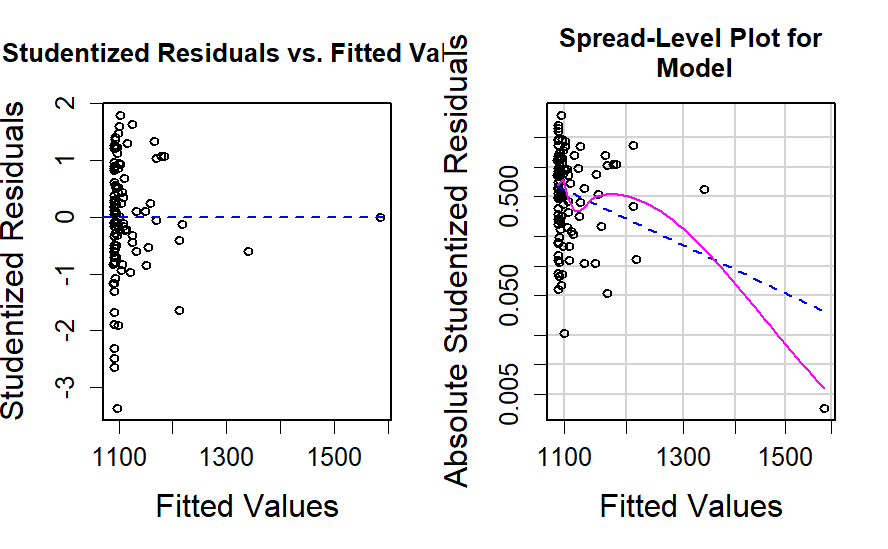 Studentized Residuals vs. Fitted Val
Studentized Residuals
2
1
0
-1
-2
-3
1100
1300
1500
Fitted Values
Spread-Level Plot for
Model
Absolute Studentized Residuals
0.500
0.050
0.005
1100
1300
1500
Fitted Values